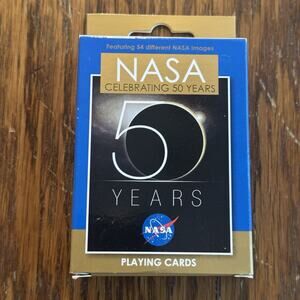 Featuring 54 different NASA Images
NASA
CELEBRATING 50 YEARS
50
YEARS
NASA
PLAYING CARDS